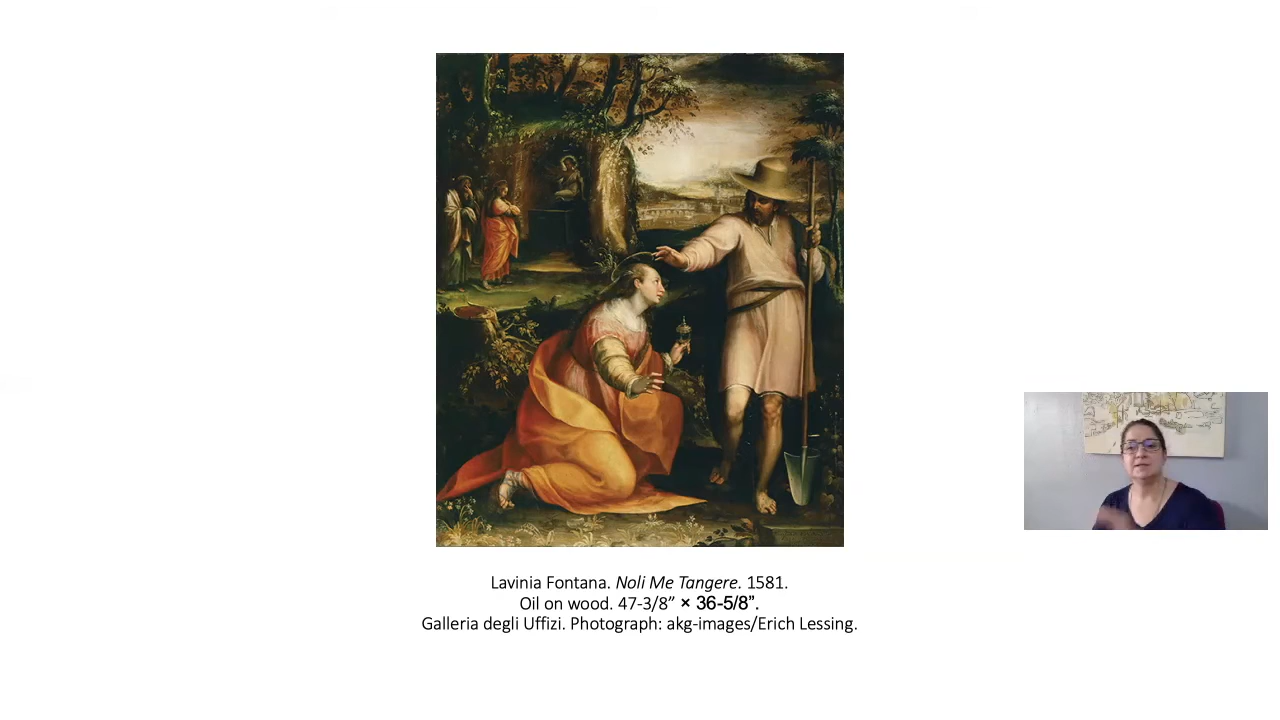 Lavinia Fontana. Noli Me Tangere. 1581.
Oil on wood. 47-3/8” × 36-5/8”.
Galleria degli Uffizi. Photograph: akg-images/Erich Lessing.